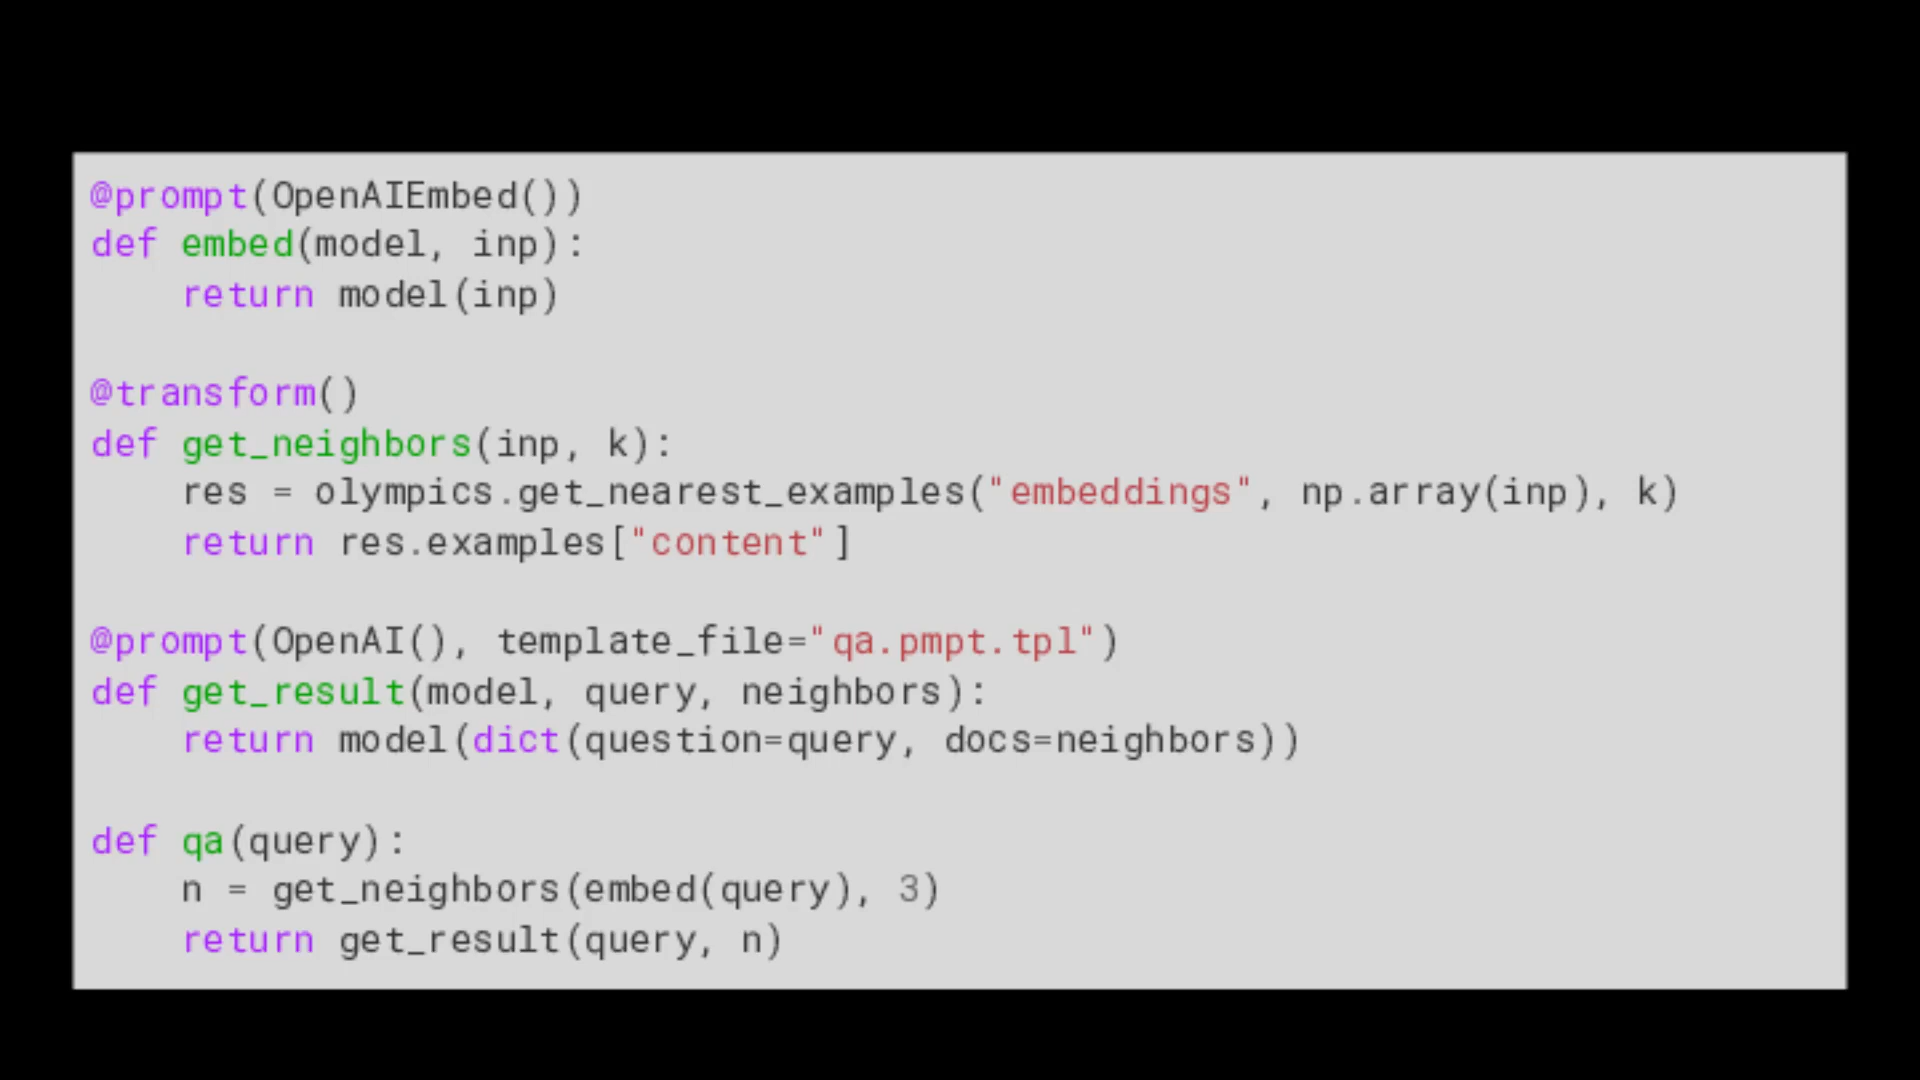 @prompt(OpenAIEmbed())
def embed(model, inp):
    return model(inp)

@transform()
def get_neighbors(inp, k):
    res = olympics.get_nearest_examples("embeddings", np.array(inp), k)
    return res.examples["content"]

@prompt(OpenAI(), template_file="qa.pmpt.tpl")
def get_result(model, query, neighbors):
    return model(dict(question=query, docs=neighbors))

def qa(query):
    n = get_neighbors(embed(query), 3)
    return get_result(query, n)